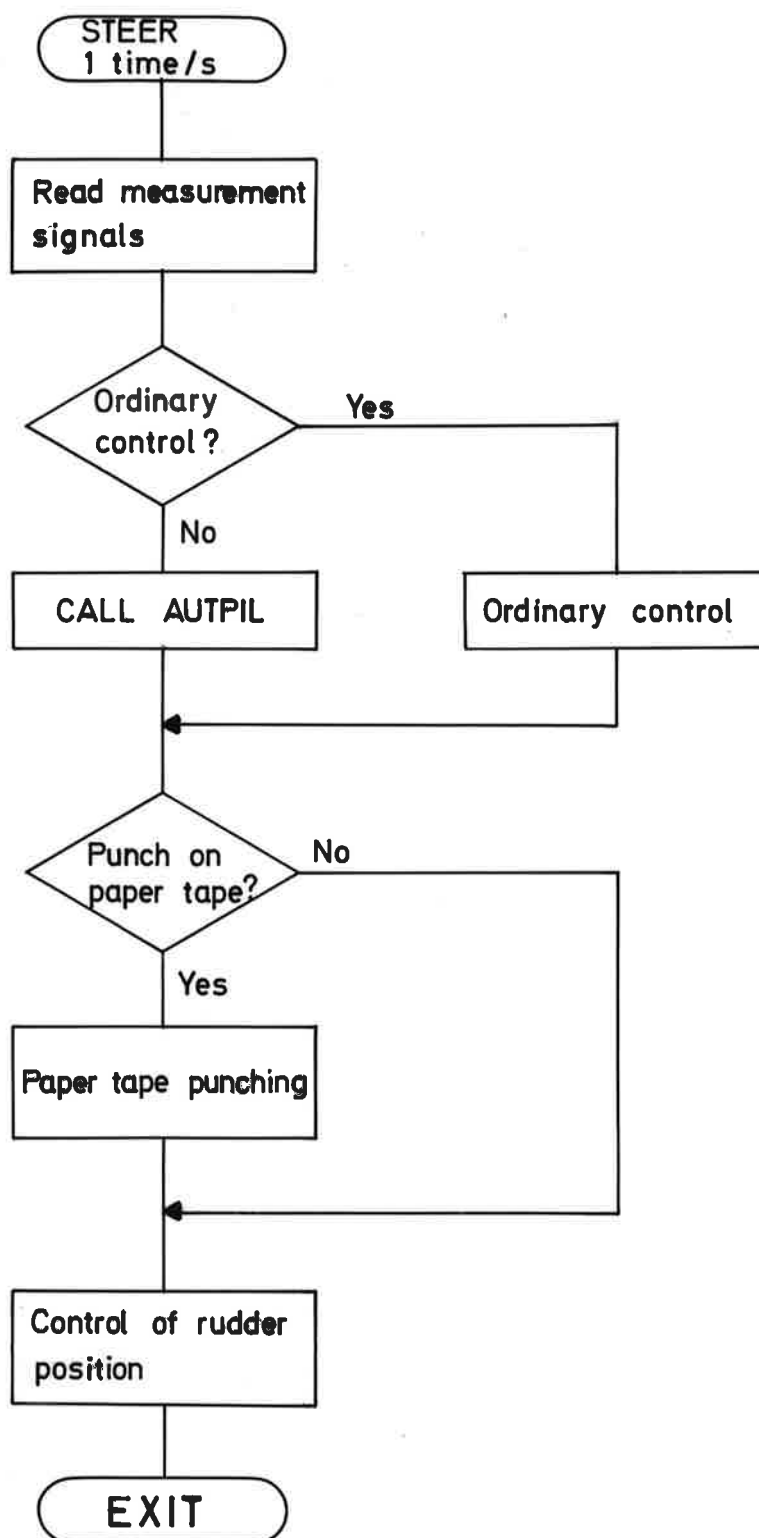 STEER
1 time/s
Read measurement
signals
Ordinary
control?
Yes
No
CALL AUTPIL
Ordinary control
Punch on
paper tape?
No
Yes
Paper tape punching
Control of rudder
position
EXIT